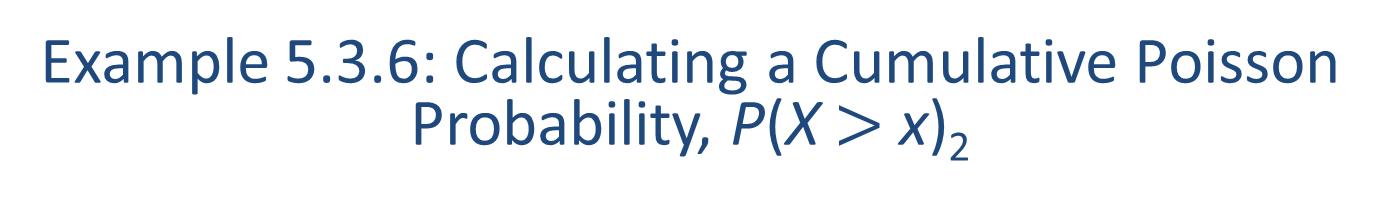 Example 5.3.6: Calculating a Cumulative Poisson
Probability, P(X > x)₂